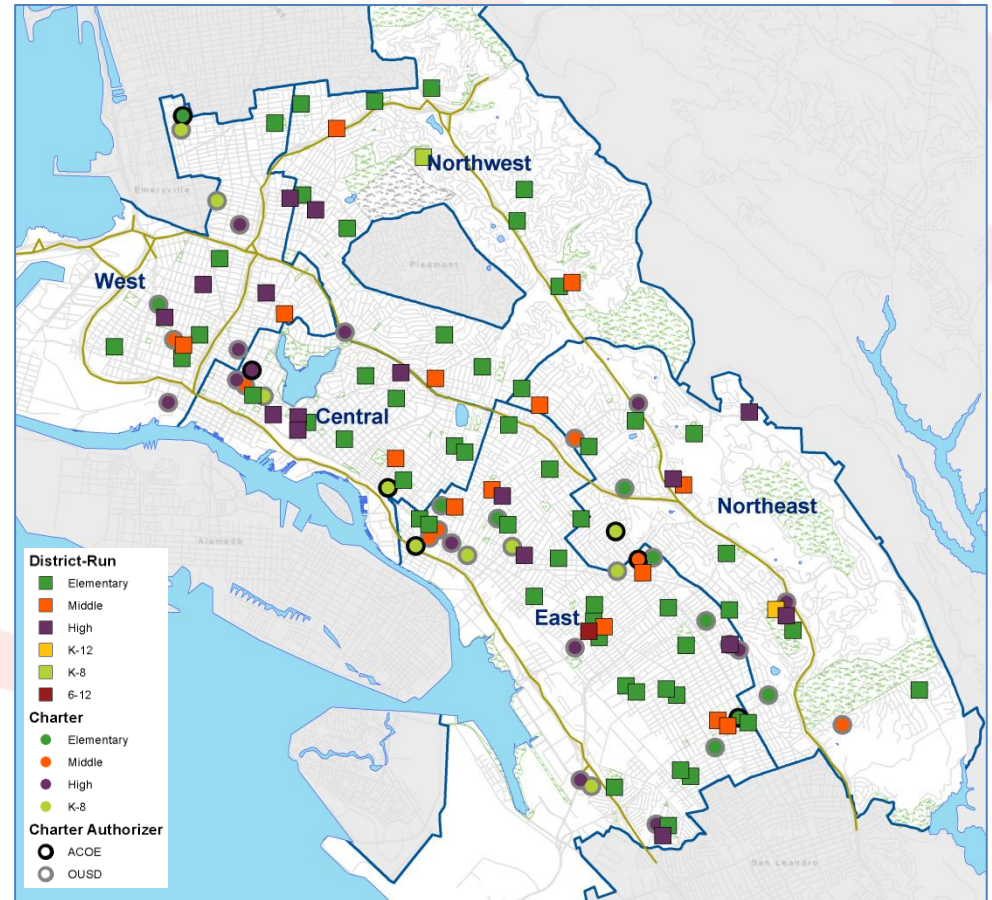 Northwest
Emeryville
Piedmont
West
Central
Northeast
Alameda
East
San Leandro
District-Run
Elementary
Middle
High
K-12
K-8
6-12
Charter
Elementary
Middle
High
K-8
Charter Authorizer
ACOE
OUSD